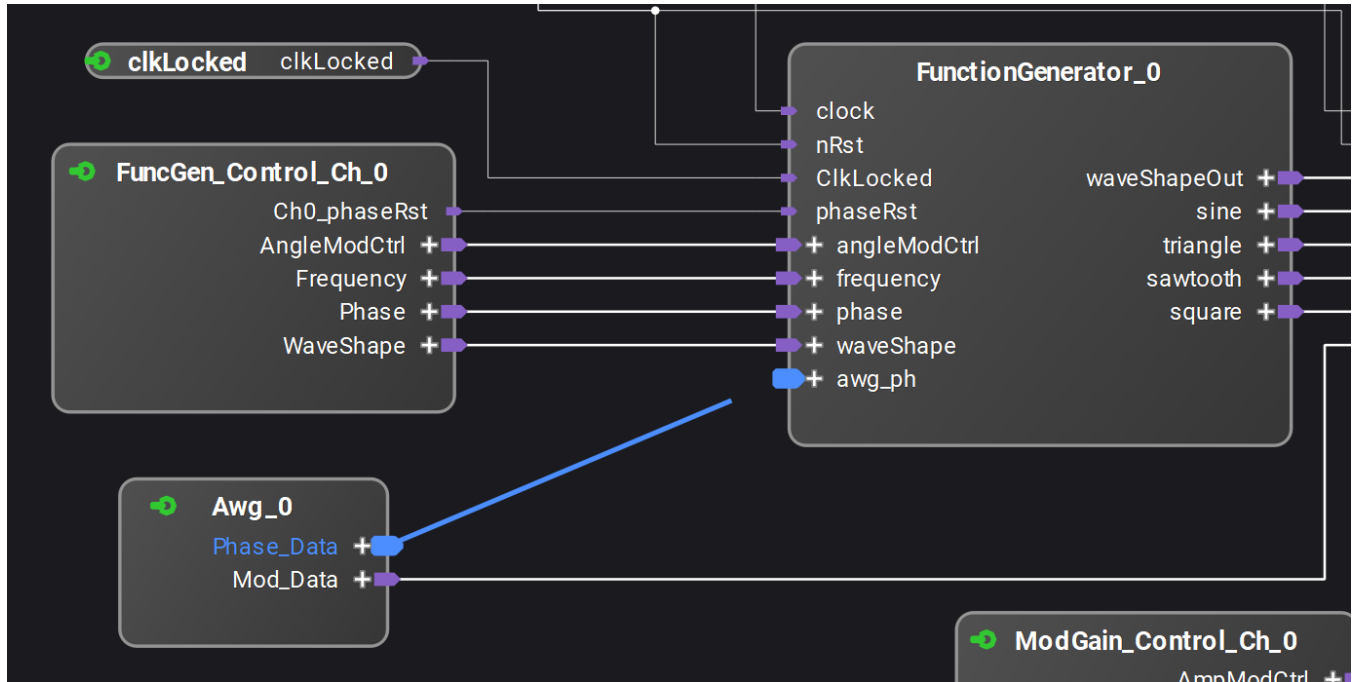 clkLocked clkLocked
FuncGen_Control_Ch_0
Ch0_phaseRst
AngleModCtrl
Frequency
Phase
WaveShape
Awg_0
Phase_Data
Mod_Data
FunctionGenerator_0
clock
nRst
ClkLocked
phaseRst
angleModCtrl
frequency
phase
waveShape
awg_ph
waveShapeOut
sine
triangle
sawtooth
square
ModGain_Control_Ch_0
AmpModCtrl